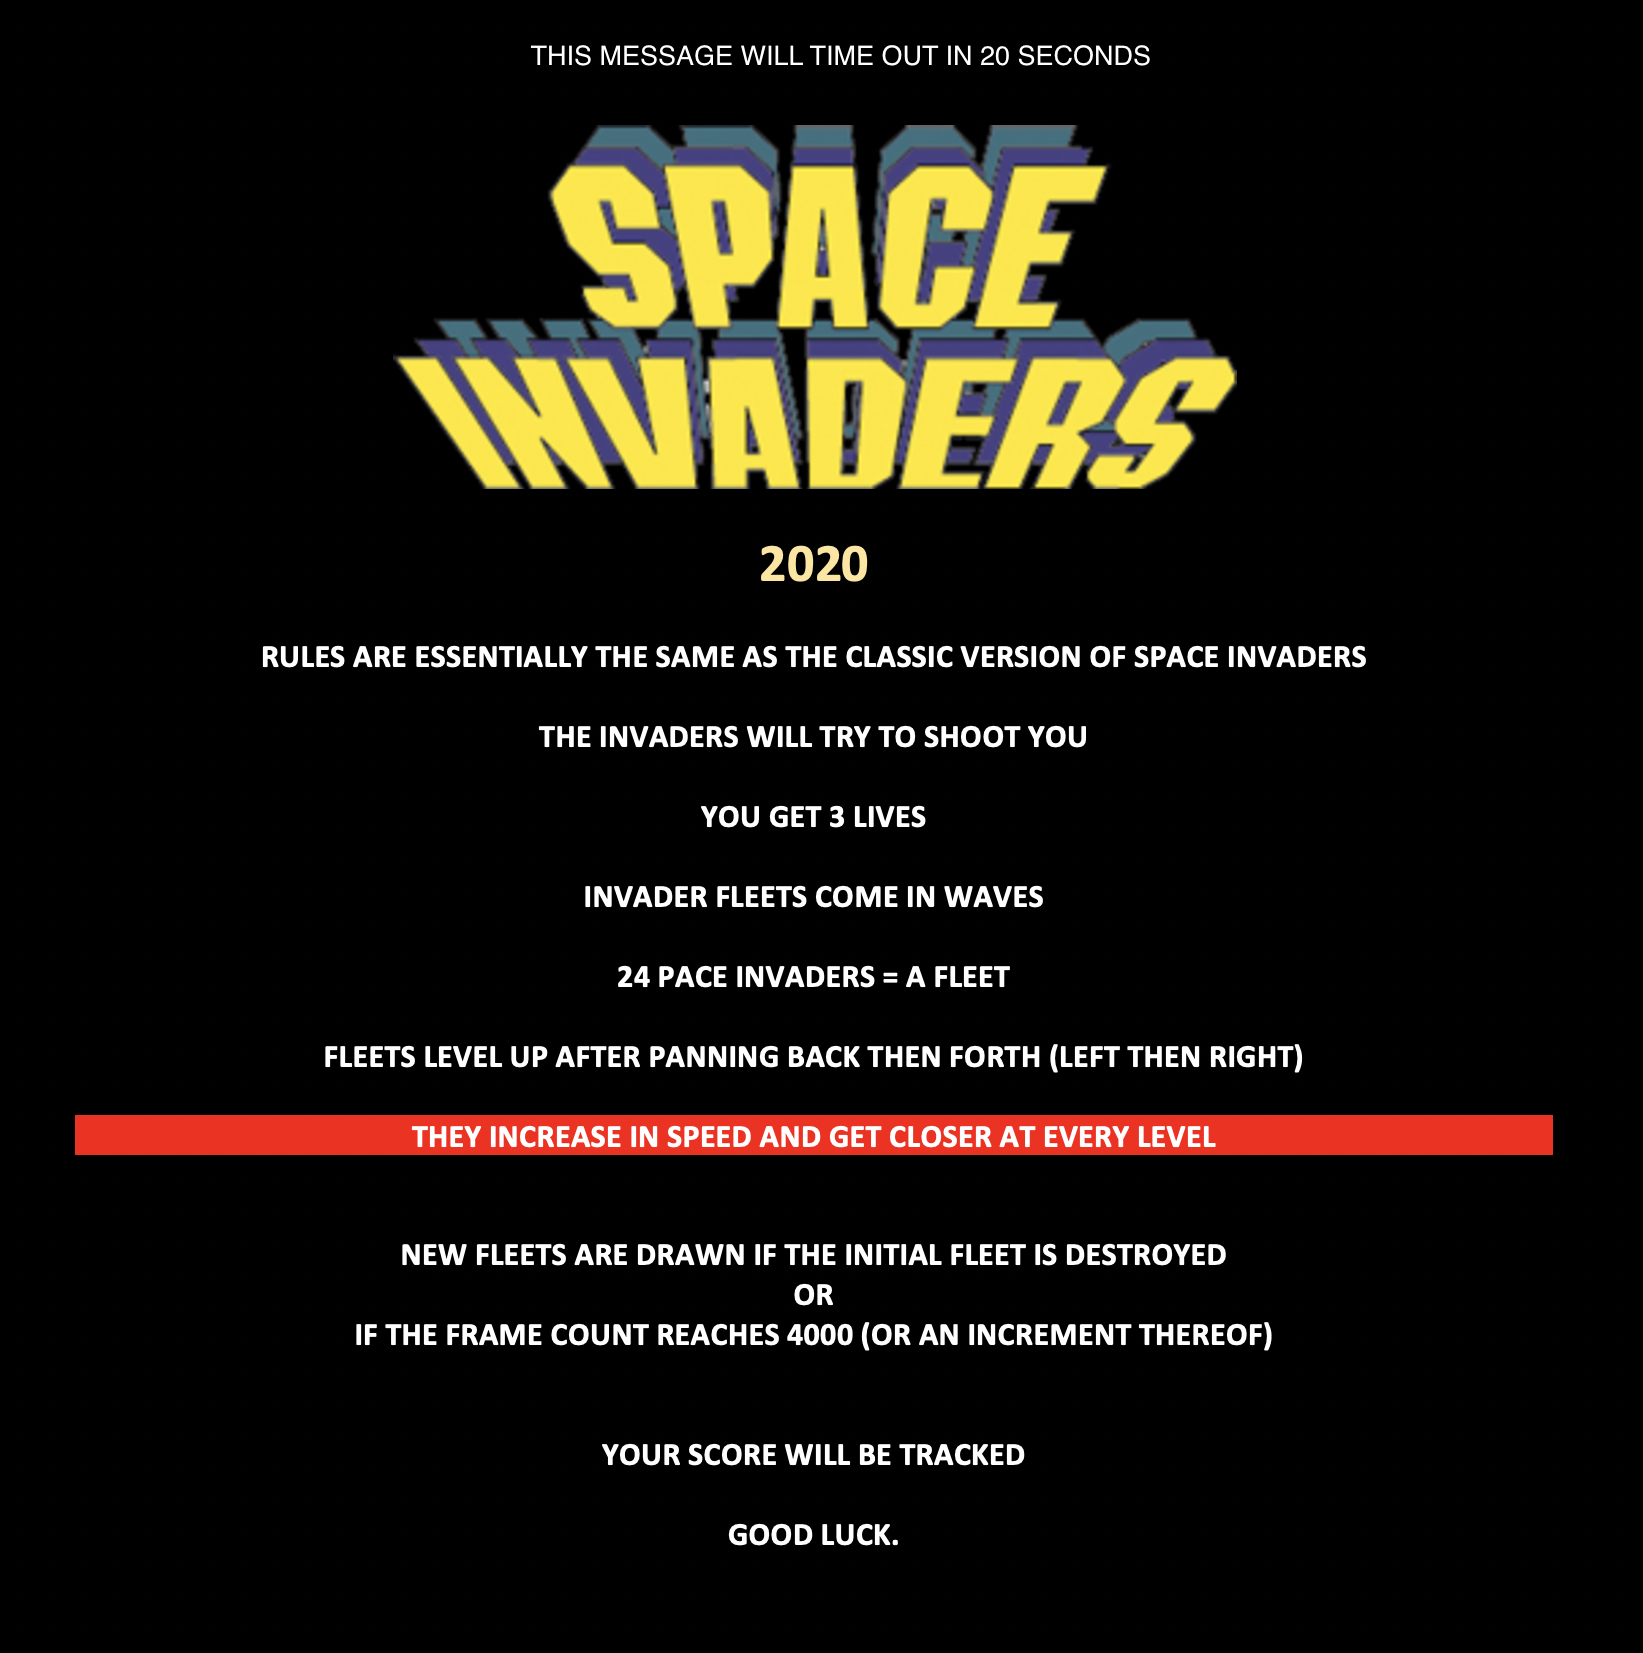 THIS MESSAGE WILL TIME OUT IN 20 SECONDS
SPACE
INVADERS
2020
RULES ARE ESSENTIALLY THE SAME AS THE CLASSIC VERSION OF SPACE INVADERS
THE INVADERS WILL TRY TO SHOOT YOU
YOU GET 3 LIVES
INVADER FLEETS COME IN WAVES
24 PACE INVADERS = A FLEET
FLEETS LEVEL UP AFTER PANNING BACK THEN FORTH (LEFT THEN RIGHT)
THEY INCREASE IN SPEED AND GET CLOSER AT EVERY LEVEL
NEW FLEETS ARE DRAWN IF THE INITIAL FLEET IS DESTROYED
OR
IF THE FRAME COUNT REACHES 4000 (OR AN INCREMENT THEREOF)
YOUR SCORE WILL BE TRACKED
GOOD LUCK.